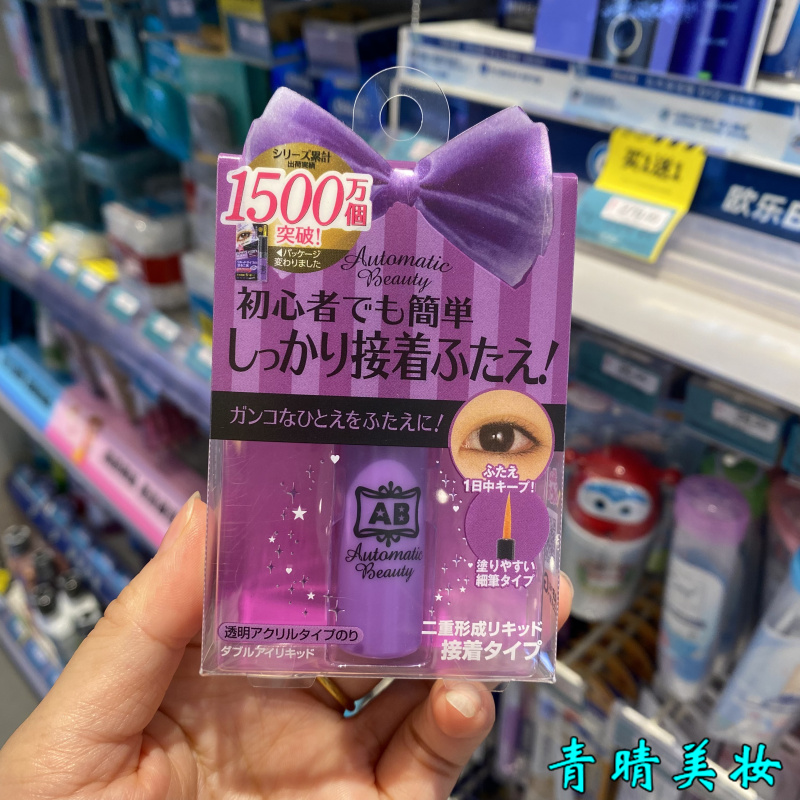 シリーズ累計
出荷実績
1500万個
突破!
◀パッケージ
変わりました
Automatic
Beauty
初心者でも簡単
しっかり接着ふたえ!
ガンコなひとえをふたえに!
ふたえ
1日中キープ!
AB
Automatic
Beauty
塗りやすい
細筆タイプ
透明アクリルタイプのり
ダブルアイリキッド
二重形成リキッド
接着タイプ
买1送1
欧乐
青晴美妆